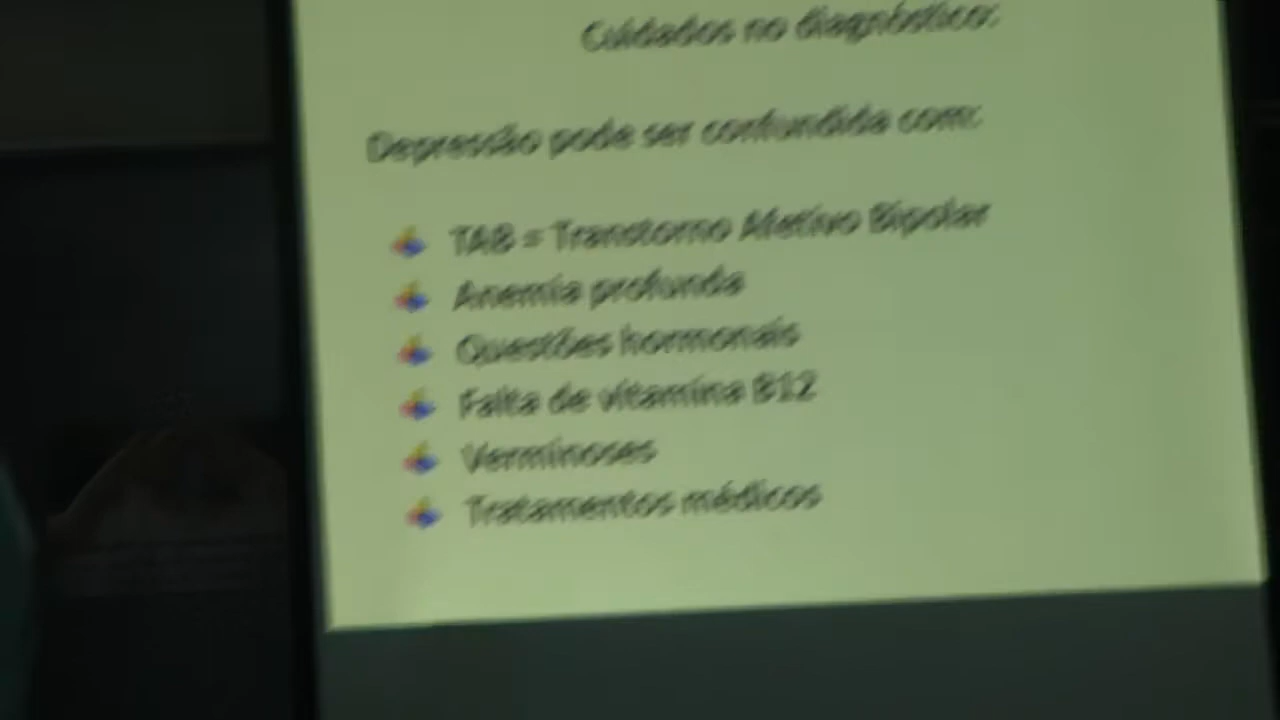 Cuidados no diagnóstico:
Depressão pode ser confundida com:
TAB = Transtorno Afetivo Bipolar
Anemia profunda
Questões hormonais
Falta de vitamina B12
Verminoses
Tratamentos médicos